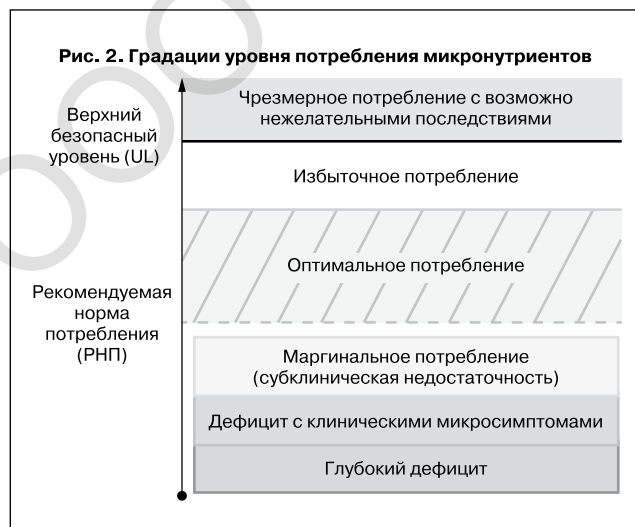 Рис. 2. Градации уровня потребления микронутриентов
Верхний
безопасный
уровень (UL)
Чрезмерное потребление с возможно
нежелательными последствиями
Избыточное потребление
Оптимальное потребление
Рекомендуемая
норма
потребления
(РНП)
Маргинальное потребление
(субклиническая недостаточность)
Дефицит с клиническими микросимптомами
Глубокий дефицит